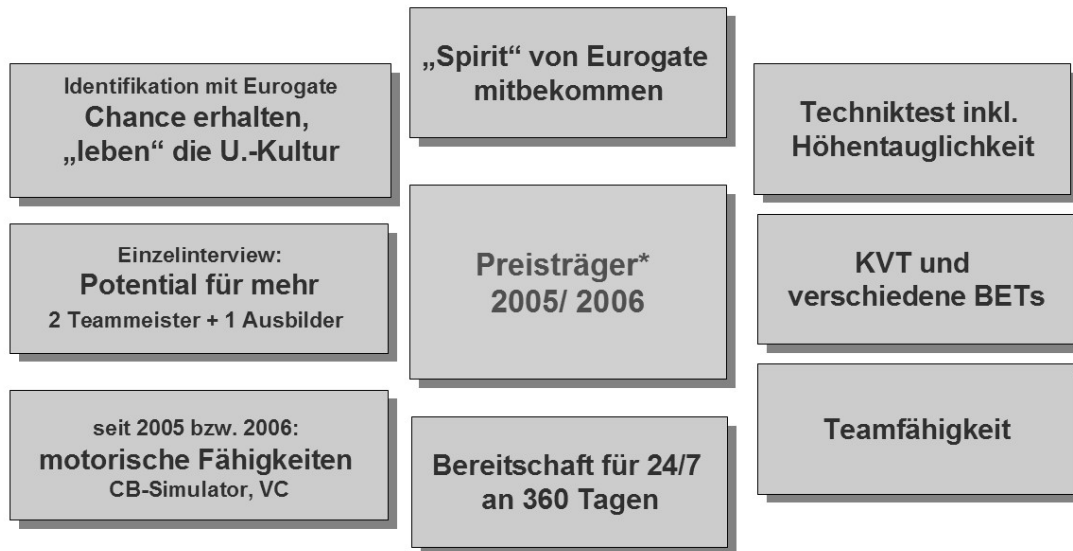 Identifikation mit Eurogate
Chance erhalten,
„leben“ die U.-Kultur
„Spirit“ von Eurogate
mitbekommen
Techniktest inkl.
Höhentauglichkeit
Einzelinterview:
Potential für mehr
2 Teammeister + 1 Ausbilder
Preisträger*
2005/ 2006
KVT und
verschiedene BETs
seit 2005 bzw. 2006:
motorische Fähigkeiten
CB-Simulator, VC
Bereitschaft für 24/7
an 360 Tagen
Teamfähigkeit